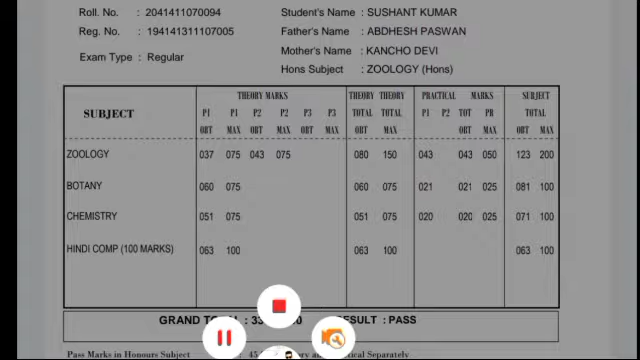 Roll. No. : 2041411070094 Student's Name : SUSHANT KUMAR
Reg. No. : 194141311107005 Father's Name : ABDHESH PASWAN
Mother's Name : KANCHO DEVI
Exam Type : Regular
Hons Subject : ZOOLOGY (Hons)
THEORY MARKS THEORY THEORY PRACTICAL MARKS SUBJECT
SUBJECT P1 P1 P2 P2 P3 P3 TOTAL TOTAL P1 P2 TOT PR TOTAL
OBT MAX OBT MAX OBT MAX OBT MAX OBT MAX OBT MAX
ZOOLOGY 037 075 043 075 080 150 043 043 050 123 200
BOTANY 060 075 060 075 021 021 025 081 100
CHEMISTRY 051 075 051 075 020 020 025 071 100
HINDI COMP (100 MARKS) 063 100 063 100 063 100
GRAND : RESULT : PASS
Pass Marks in Honours Subject : Separately